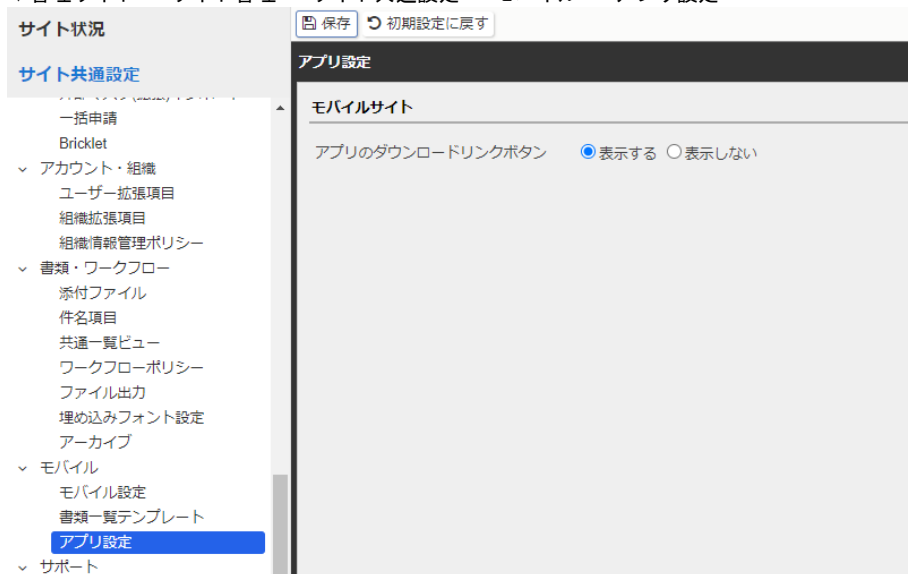 サイト状況
サイト共通設定
一括申請
Bricklet
アカウント・組織
ユーザー拡張項目
組織拡張項目
組織情報管理ポリシー
書類・ワークフロー
添付ファイル
件名項目
共通一覧ビュー
ワークフローポリシー
ファイル出力
埋め込みフォント設定
アーカイブ
モバイル
モバイル設定
書類一覧テンプレート
アプリ設定
サポート
保存 初期設定に戻す
アプリ設定
モバイルサイト
アプリのダウンロードリンクボタン 表示する 表示しない